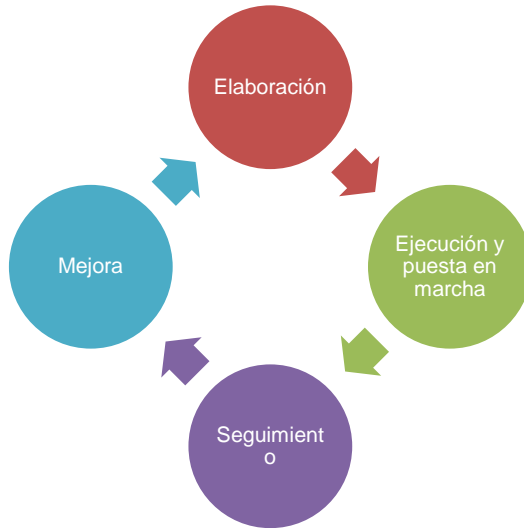 Elaboración
Ejecución y
puesta en
marcha
Seguimient
o
Mejora